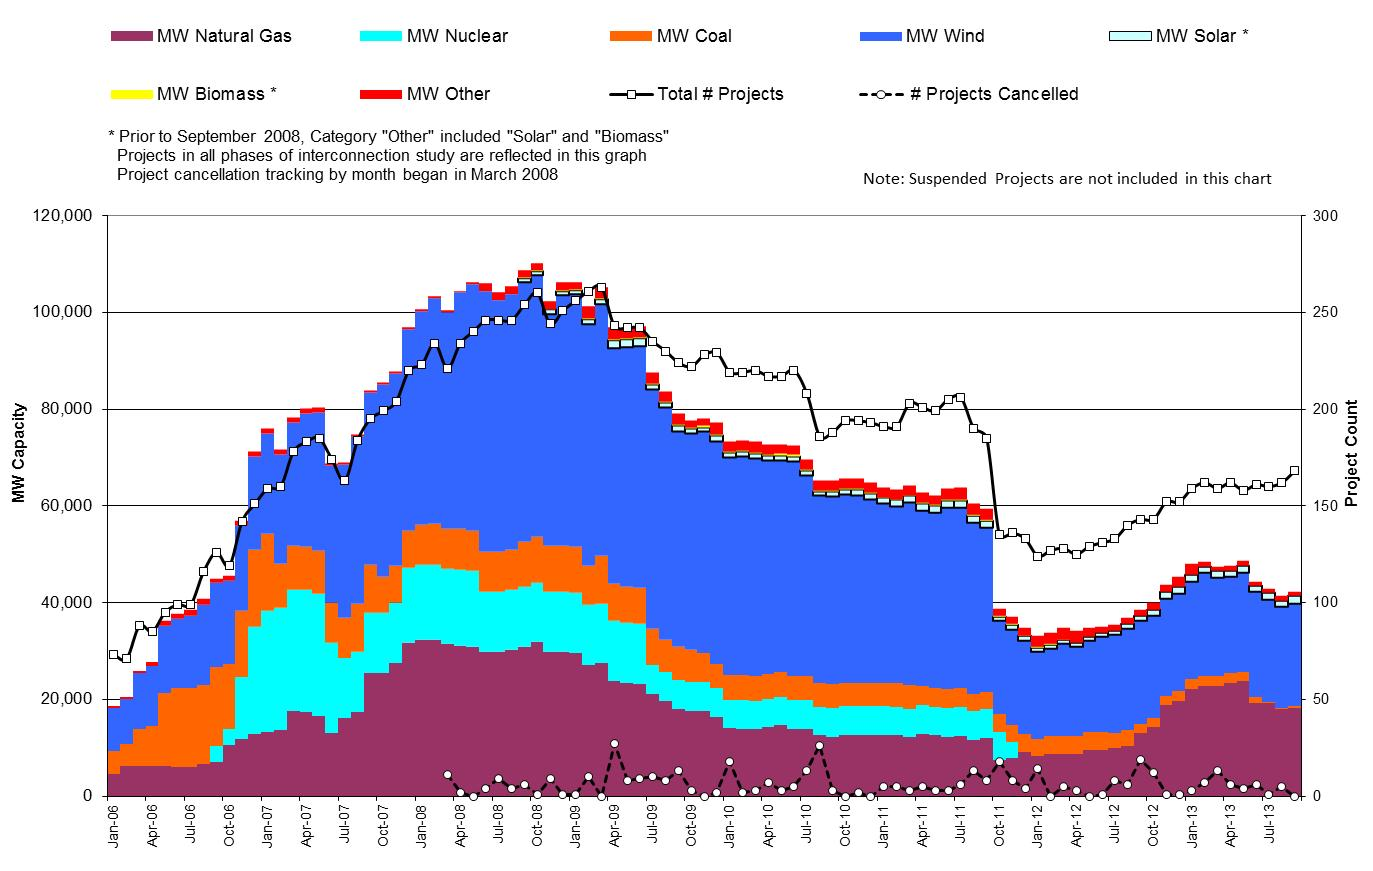 MW Natural Gas MW Nuclear MW Coal MW Wind MW Solar *
MW Biomass * MW Other Total # Projects # Projects Cancelled
* Prior to September 2008, Category "Other" included "Solar" and "Biomass"
Projects in all phases of interconnection study are reflected in this graph
Project cancellation tracking by month began in March 2008
Note: Suspended Projects are not included in this chart
120,000
100,000
80,000
60,000
40,000
20,000
0
MW Capacity
300
250
200
150
100
50
0
Project Count
Jan-06
Apr-06
Jul-06
Oct-06
Jan-07
Apr-07
Jul-07
Oct-07
Jan-08
Apr-08
Jul-08
Oct-08
Jan-09
Apr-09
Jul-09
Oct-09
Jan-10
Apr-10
Jul-10
Oct-10
Jan-11
Apr-11
Jul-11
Oct-11
Jan-12
Apr-12
Jul-12
Oct-12
Jan-13
Apr-13
Jul-13